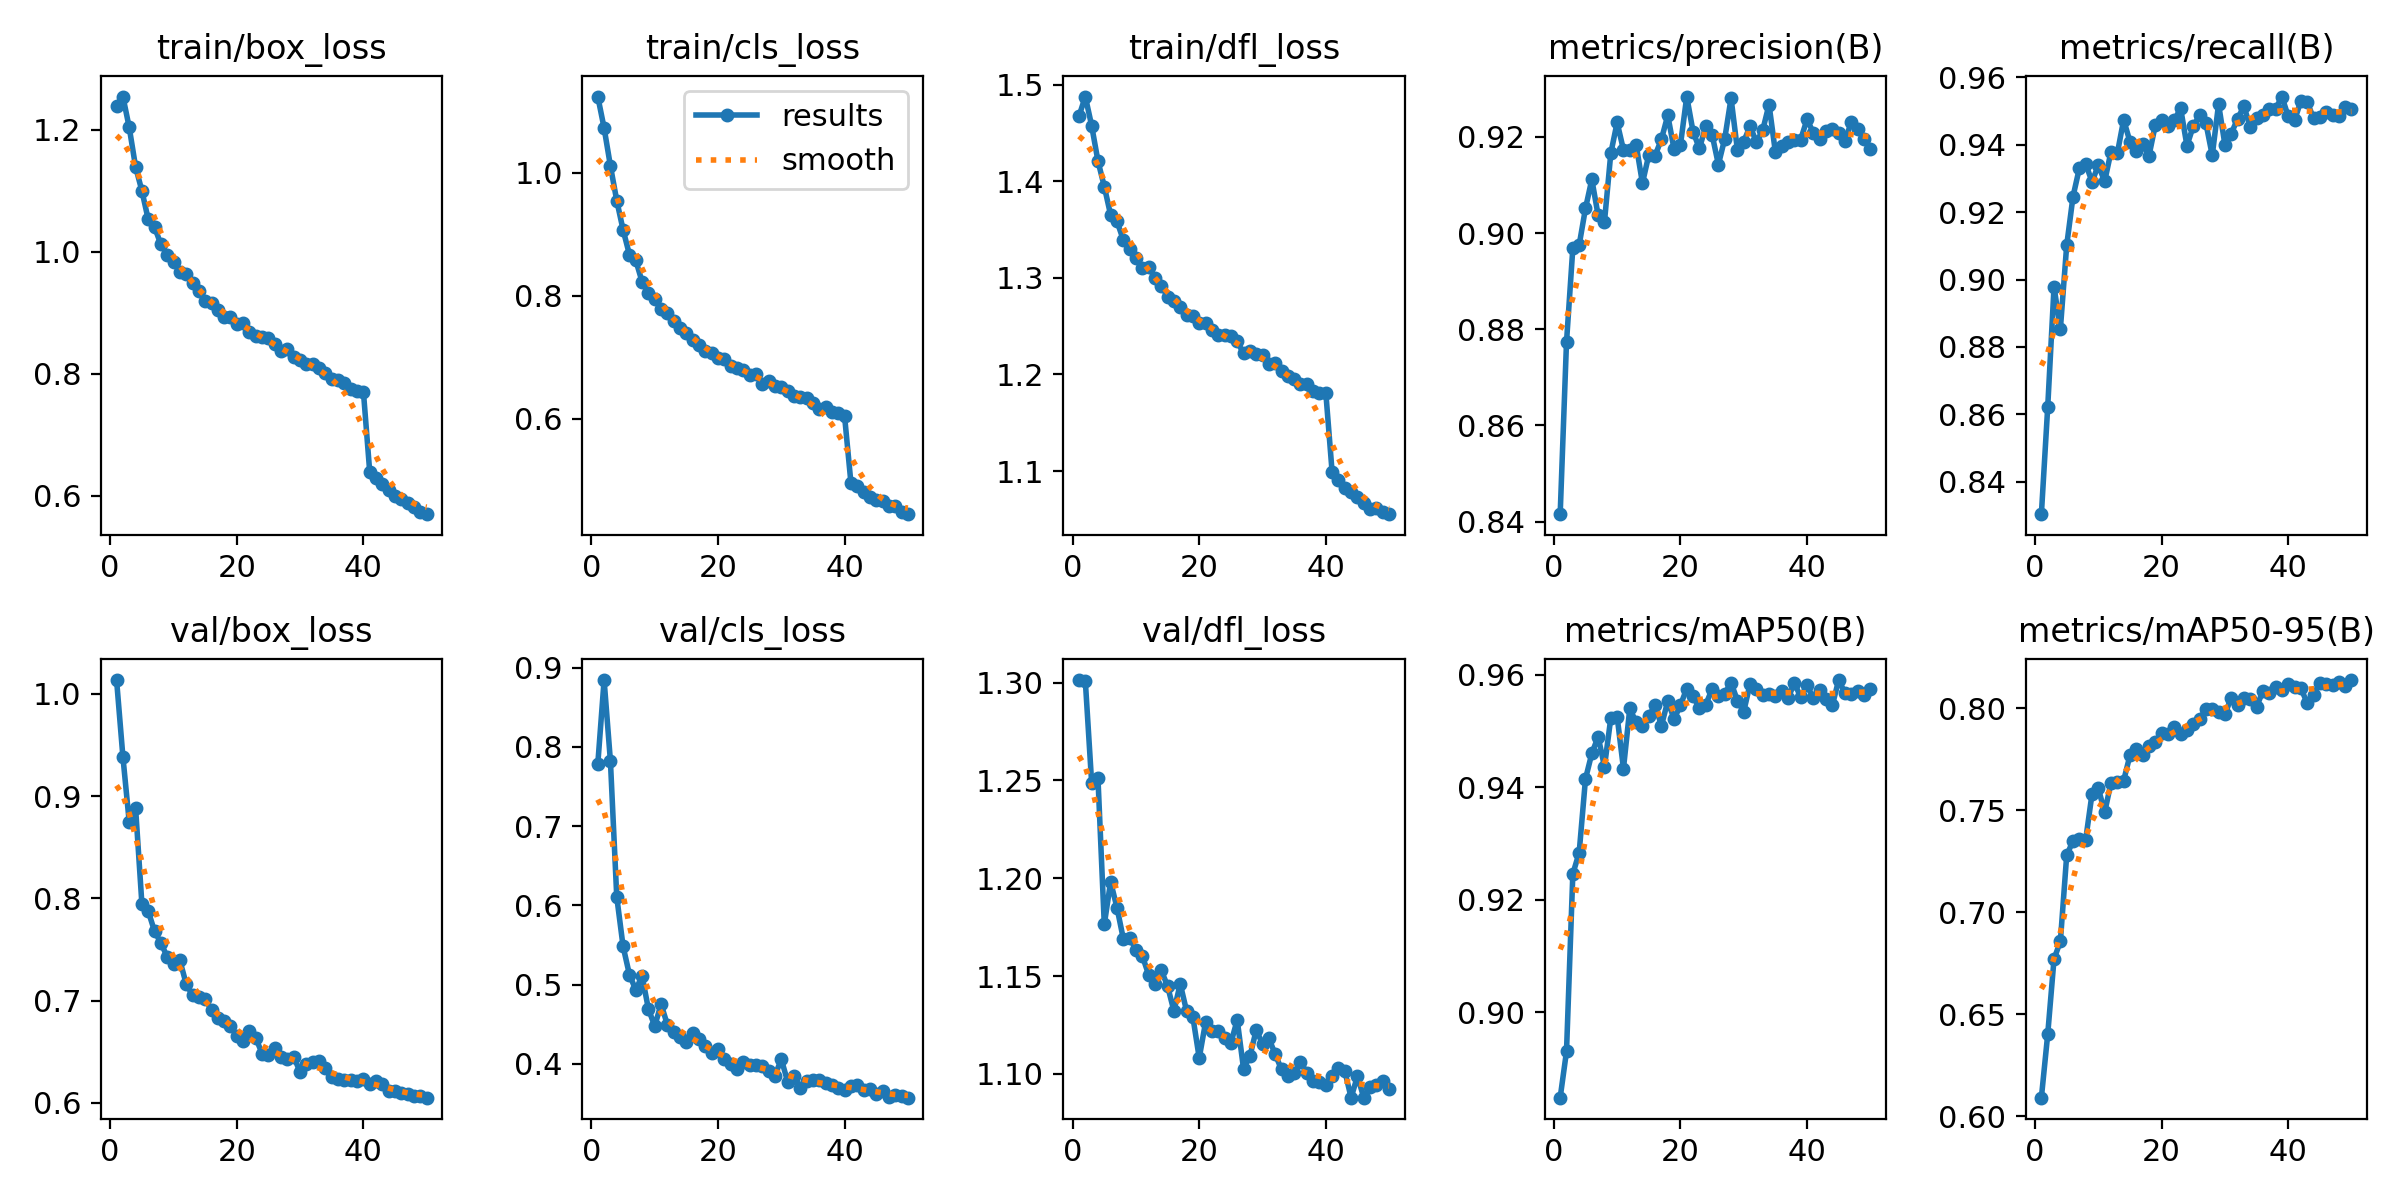 train/box_loss
train/cls_loss
train/dfl_loss
metrics/precision(B)
metrics/recall(B)
1.2
1.0
0.8
0.6
0 20 40
results
smooth
1.0
0.8
0.6
0 20 40
1.5
1.4
1.3
1.2
1.1
0 20 40
0.92
0.90
0.88
0.86
0.84
0 20 40
0.96
0.94
0.92
0.90
0.88
0.86
0.84
0 20 40
val/box_loss
val/cls_loss
val/dfl_loss
metrics/mAP50(B)
metrics/mAP50-95(B)
1.0
0.9
0.8
0.7
0.6
0 20 40
0.9
0.8
0.7
0.6
0.5
0.4
0 20 40
1.30
1.25
1.20
1.15
1.10
0 20 40
0.96
0.94
0.92
0.90
0 20 40
0.80
0.75
0.70
0.65
0.60
0 20 40